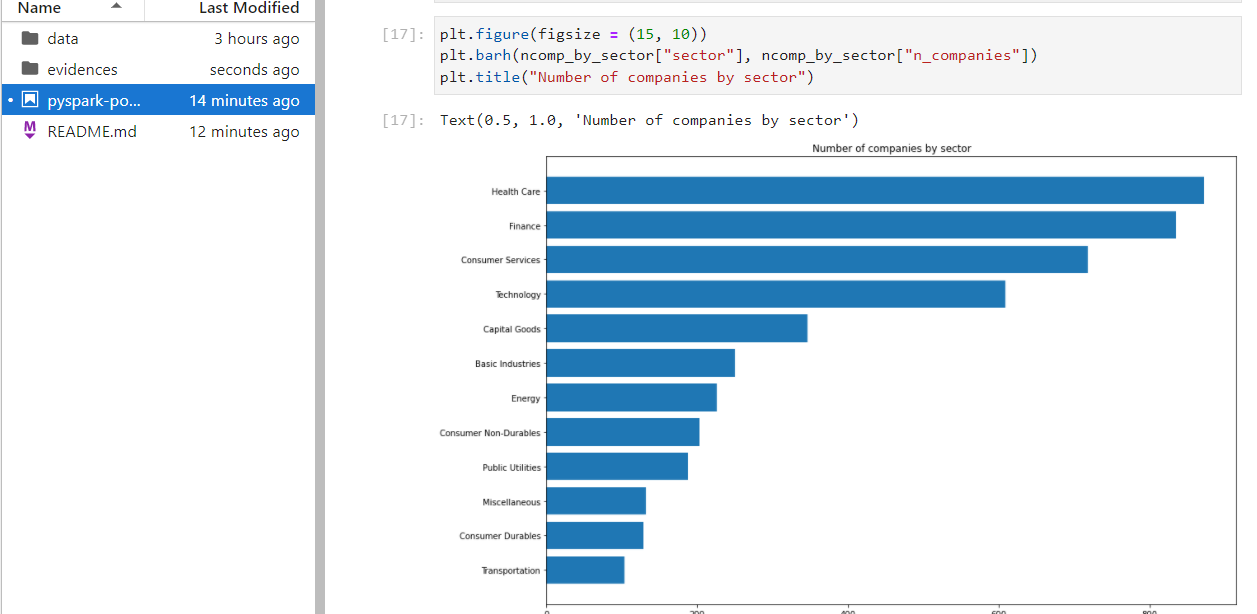 Name Last Modified
data 3 hours ago
evidences seconds ago
pyspark-po... 14 minutes ago
README.md 12 minutes ago
[17]: plt.figure(figsize = (15, 10))
plt.barh(ncomp_by_sector["sector"], ncomp_by_sector["n_companies"])
plt.title("Number of companies by sector")
[17]: Text(0.5, 1.0, 'Number of companies by sector')
Number of companies by sector
Health Care
Finance
Consumer Services
Technology
Capital Goods
Basic Industries
Energy
Consumer Non-Durables
Public Utilities
Miscellaneous
Consumer Durables
Transportation
0 200 400 600 800